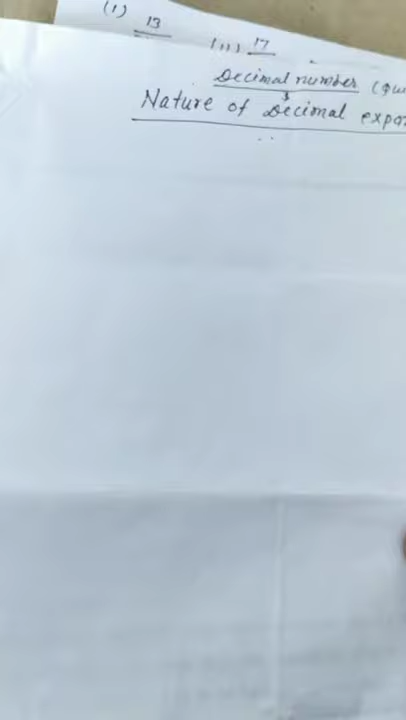 (i) 13
(ii) 17
Decimal number
Nature of Decimal